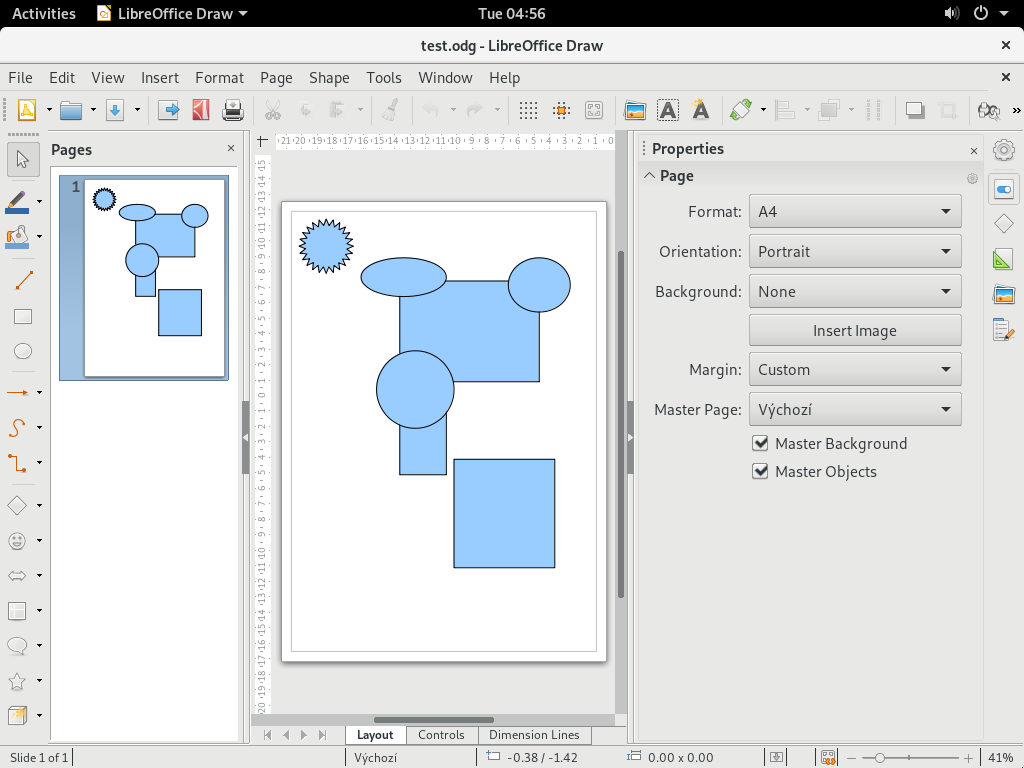 Activities LibreOffice Draw Tue 04:56
test.odg - LibreOffice Draw
File Edit View Insert Format Page Shape Tools Window Help
Pages
1
Properties
Page
Format: A4
Orientation: Portrait
Background: None
Insert Image
Margin: Custom
Master Page: Výchozí
Master Background
Master Objects
Layout Controls Dimension Lines
Slide 1 of 1 Výchozí -0.38 / -1.42 0.00 x 0.00 41%